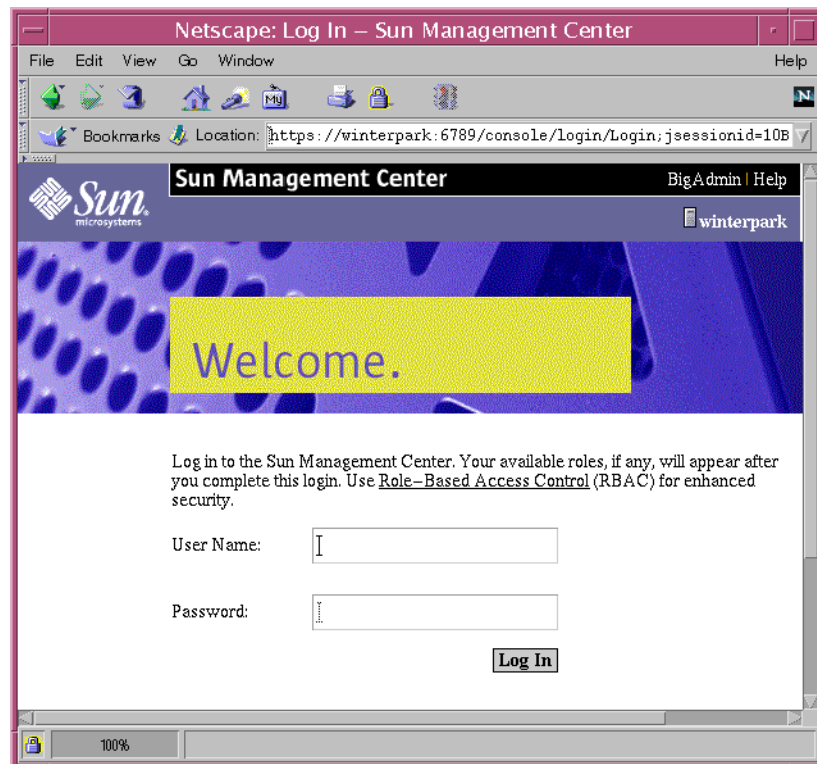 Netscape: Log In – Sun Management Center
File Edit View Go Window Help
My
N
Bookmarks Location: https://winterpark:6789/console/login/Login;jsessionid=10B
Sun Management Center BigAdmin | Help
Sun
microsystems
winterpark
Welcome.
Log in to the Sun Management Center. Your available roles, if any, will appear after
you complete this login. Use Role–Based Access Control (RBAC) for enhanced
security.
User Name:
Password:
Log In
100%